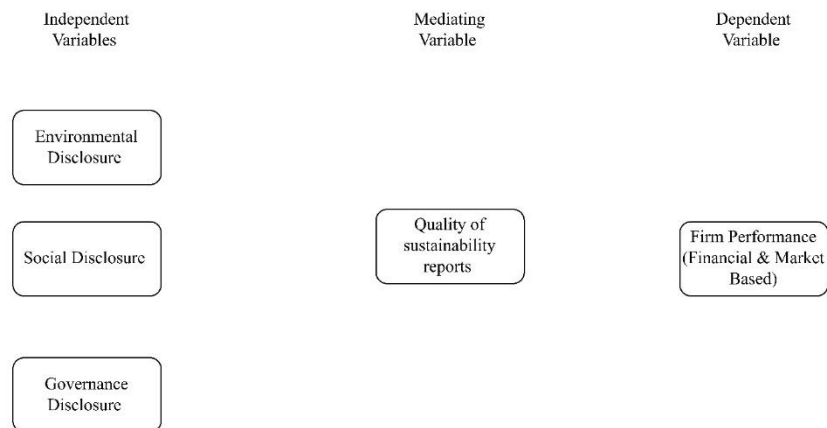 Independent
Variables
Mediating
Variable
Dependent
Variable
Environmental
Disclosure
Social Disclosure
Quality of
sustainability
reports
Firm Performance
(Financial & Market
Based)
Governance
Disclosure